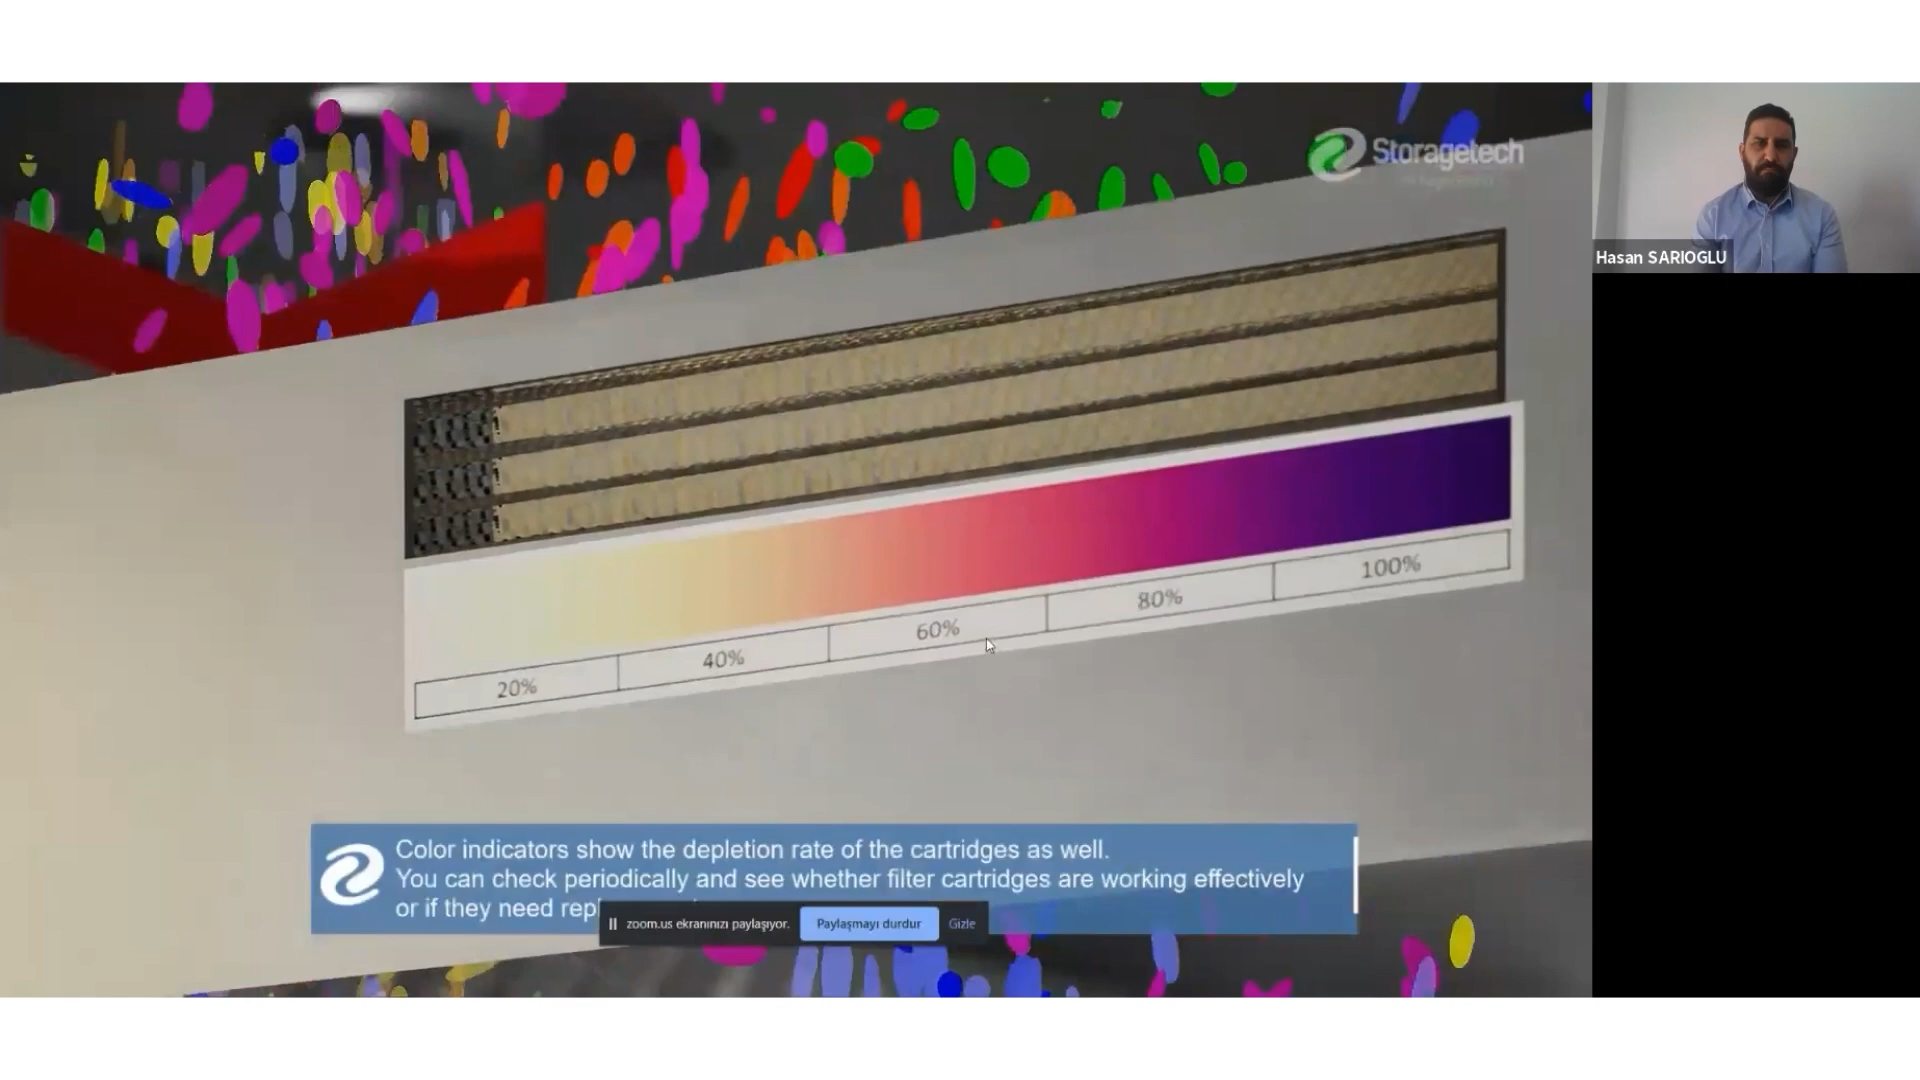 Storagetech
Hasan SARIOGLU
20%
40%
60%
80%
100%
Color indicators show the depletion rate of the cartridges as well.
You can check periodically and see whether filter cartridges are working effectively
or if they need rep
zoom.us ekranınızı paylaşıyor.
Paylaşmayı durdur
Gizle